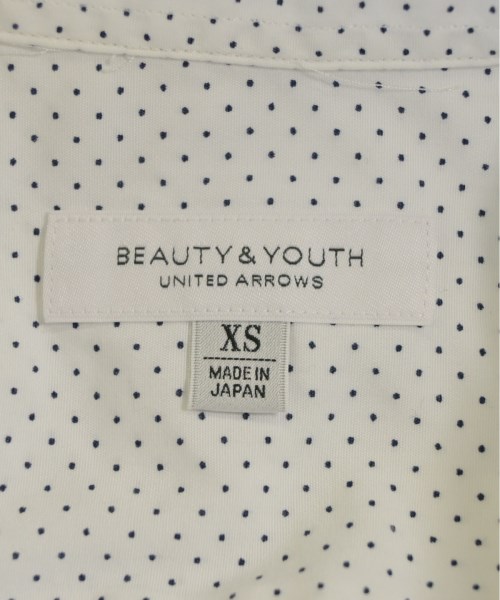 BEAUTY & YOUTH
UNITED ARROWS
XS
MADE IN
JAPAN